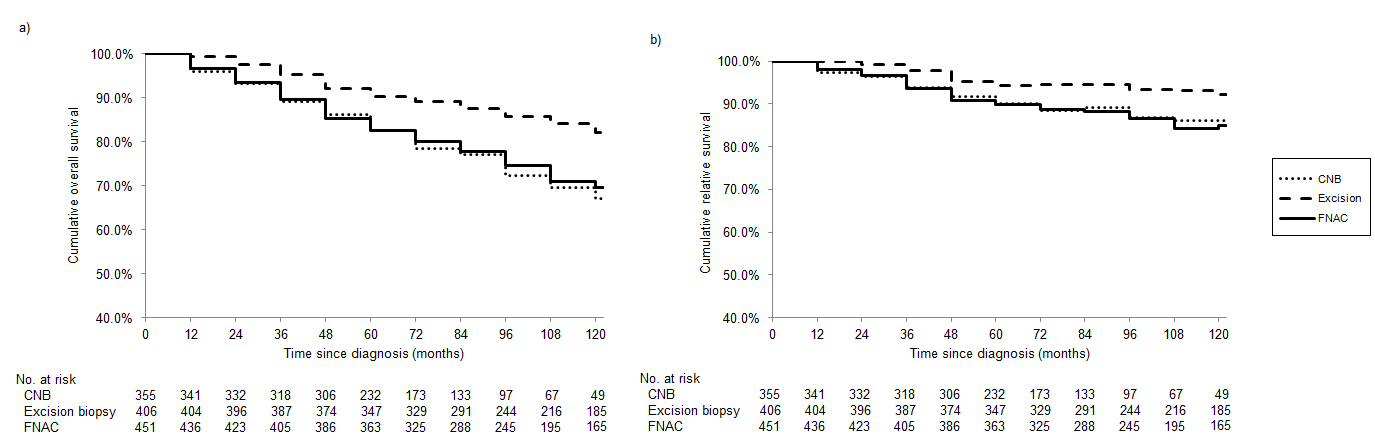 a)
Cumulative overall survival
100.0%
90.0%
80.0%
70.0%
60.0%
50.0%
40.0%
0 12 24 36 48 60 72 84 96 108 120
Time since diagnosis (months)
No. at risk
CNB 355 341 332 318 306 232 173 133 97 67 49
Excision biopsy 406 404 396 387 374 347 329 291 244 216 185
FNAC 451 436 423 405 386 363 325 288 245 195 165
b)
Cumulative relative survival
100.0%
90.0%
80.0%
70.0%
60.0%
50.0%
40.0%
0 12 24 36 48 60 72 84 96 108 120
Time since diagnosis (months)
No. at risk
CNB 355 341 332 318 306 232 173 133 97 67 49
Excision biopsy 406 404 396 387 374 347 329 291 244 216 185
FNAC 451 436 423 405 386 363 325 288 245 195 165
CNB
Excision
FNAC